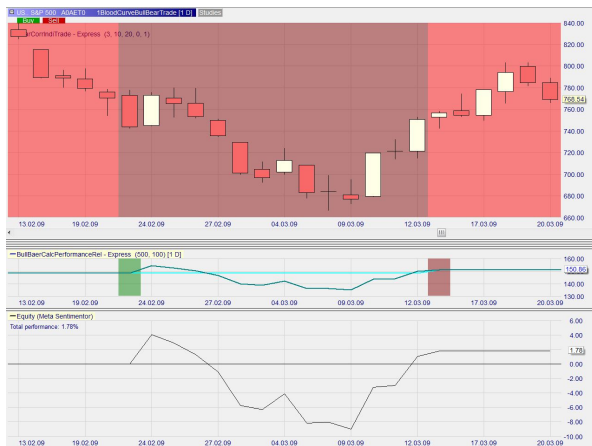 US_S&P 500 A0AET0 1BloodCurveBullBearTrade [1 D] Studies
Buy Sell
arCorrIndiTrade - Express (3, 10, 20, 0, 1)
840.00
820.00
800.00
780.00
768.54
760.00
740.00
720.00
700.00
680.00
660.00
13.02.09 19.02.09 24.02.09 27.02.09 04.03.09 09.03.09 12.03.09 17.03.09 20.03.09
BullBaerCalcPerformanceRel - Express (500, 100) [1 D]
160.00
150.86
140.00
130.00
13.02.09 19.02.09 24.02.09 27.02.09 04.03.09 09.03.09 12.03.09 17.03.09 20.03.09
Equity (Meta Sentimentor)
Total performance: 1.78%
6.00
4.00
1.78
0.00
-2.00
-4.00
-6.00
-8.00
-10.00
13.02.09 19.02.09 24.02.09 27.02.09 04.03.09 09.03.09 12.03.09 17.03.09 20.03.09